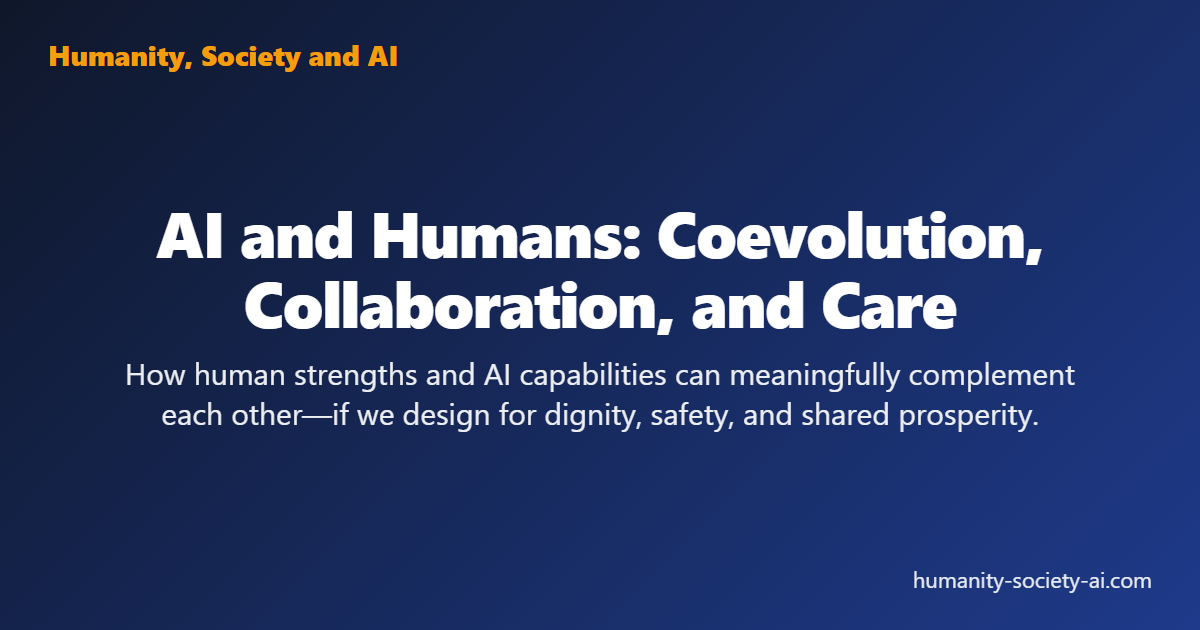 Humanity, Society and AI
AI and Humans: Coevolution,
Collaboration, and Care
How human strengths and AI capabilities can meaningfully complement
each other—if we design for dignity, safety, and shared prosperity.
humanity-society-ai.com